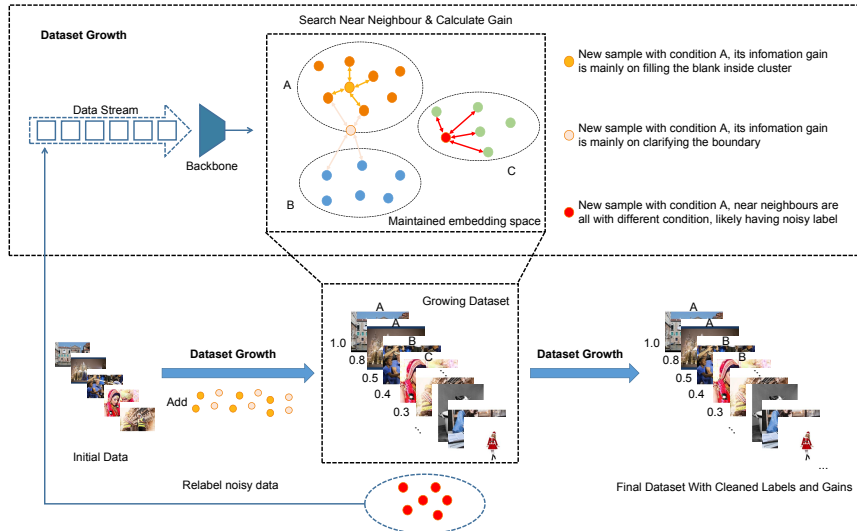 Search Near Neighbour & Calculate Gain
Dataset Growth
A
New sample with condition A, its infomation gain
is mainly on filling the blank inside cluster
Data Stream
Backbone
New sample with condition A, its infomation gain
is mainly on clarifying the boundary
C
B
New sample with condition A, near neighbours are
all with different condition, likely having noisy label
Maintained embedding space
Growing Dataset
A
A
B
C
1.0
0.8
0.5
0.4
0.3
...
...
...
Dataset Growth
Add
Dataset Growth
A
A
B
B
1.0
0.8
0.5
0.4
0.3
...
...
...
Initial Data
Relabel noisy data
Final Dataset With Cleaned Labels and Gains